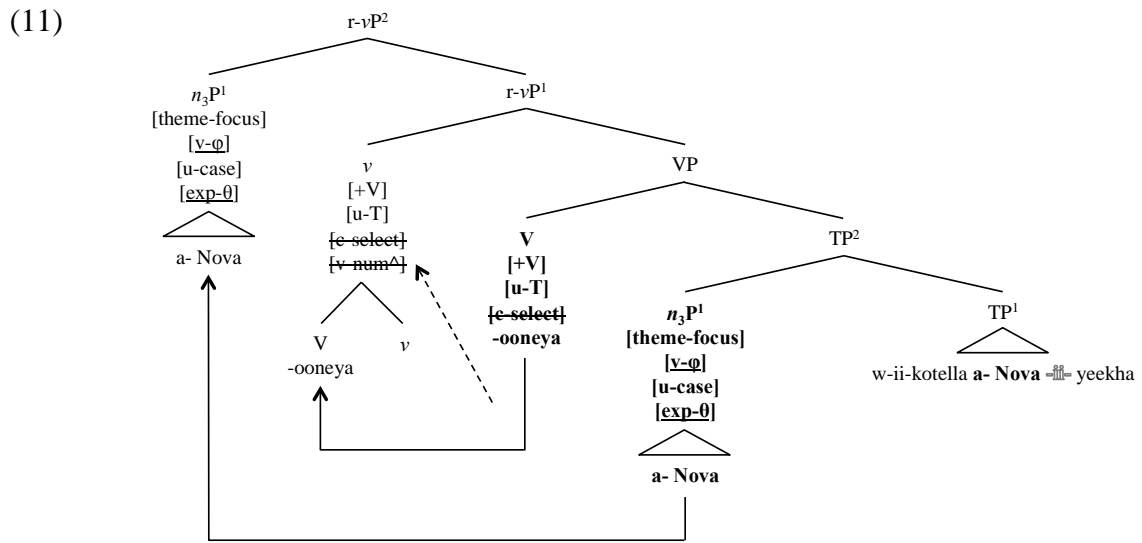 (11)
r-vP²
n₃P¹
[theme-focus]
[v-φ]
[u-case]
[exp-θ]
a- Nova
r-vP¹
v
[+V]
[u-T]
[c-select]
[v-num^]
V
-ooneya
v
VP
V
[+V]
[u-T]
[c-select]
-ooneya
TP²
n₃P¹
[theme-focus]
[v-φ]
[u-case]
[exp-θ]
a- Nova
TP¹
w-ii-kotella a- Nova -ii- yeekha